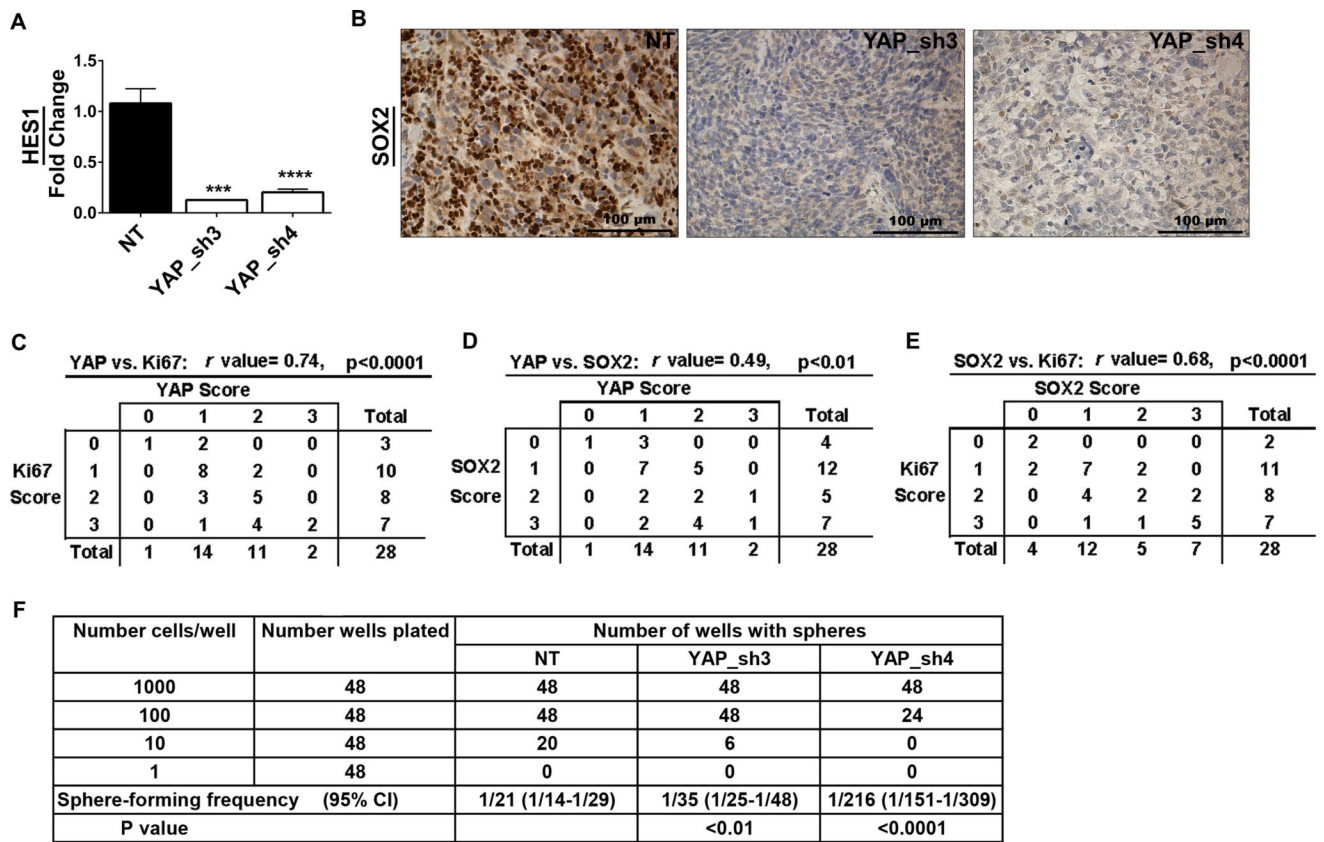 A
HES1
Fold Change
1.5
1.0
0.5
0.0
***
****
NT
YAP_sh3
YAP_sh4
B
SOX2
NT
100 µm
YAP_sh3
100 µm
YAP_sh4
100 µm
C
YAP vs. Ki67: r value= 0.74, p<0.0001
YAP Score
0 1 2 3 Total
0 1 2 0 0 3
Ki67 1 0 8 2 0 10
Score 2 0 3 5 0 8
3 0 1 4 2 7
Total 1 14 11 2 28
D
YAP vs. SOX2: r value= 0.49, p<0.01
YAP Score
0 1 2 3 Total
0 1 3 0 0 4
SOX2 1 0 7 5 0 12
Score 2 0 2 2 1 5
3 0 2 4 1 7
Total 1 14 11 2 28
E
SOX2 vs. Ki67: r value= 0.68, p<0.0001
SOX2 Score
0 1 2 3 Total
0 2 0 0 0 2
Ki67 1 2 7 2 0 11
Score 2 0 4 2 2 8
3 0 1 1 5 7
Total 4 12 5 7 28
F
Number cells/well Number wells plated Number of wells with spheres
NT YAP_sh3 YAP_sh4
1000 48 48 48 48
100 48 48 48 24
10 48 20 6 0
1 48 0 0 0
Sphere-forming frequency (95% CI) 1/21 (1/14-1/29) 1/35 (1/25-1/48) 1/216 (1/151-1/309)
P value <0.01 <0.0001